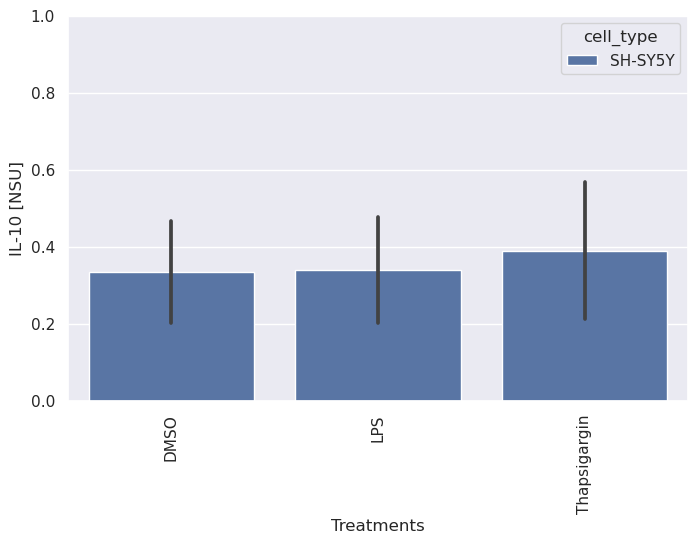 1.0
0.8
0.6
0.4
0.2
0.0
IL-10 [NSU]
cell_type
SH-SY5Y
DMSO
LPS
Thapsigargin
Treatments